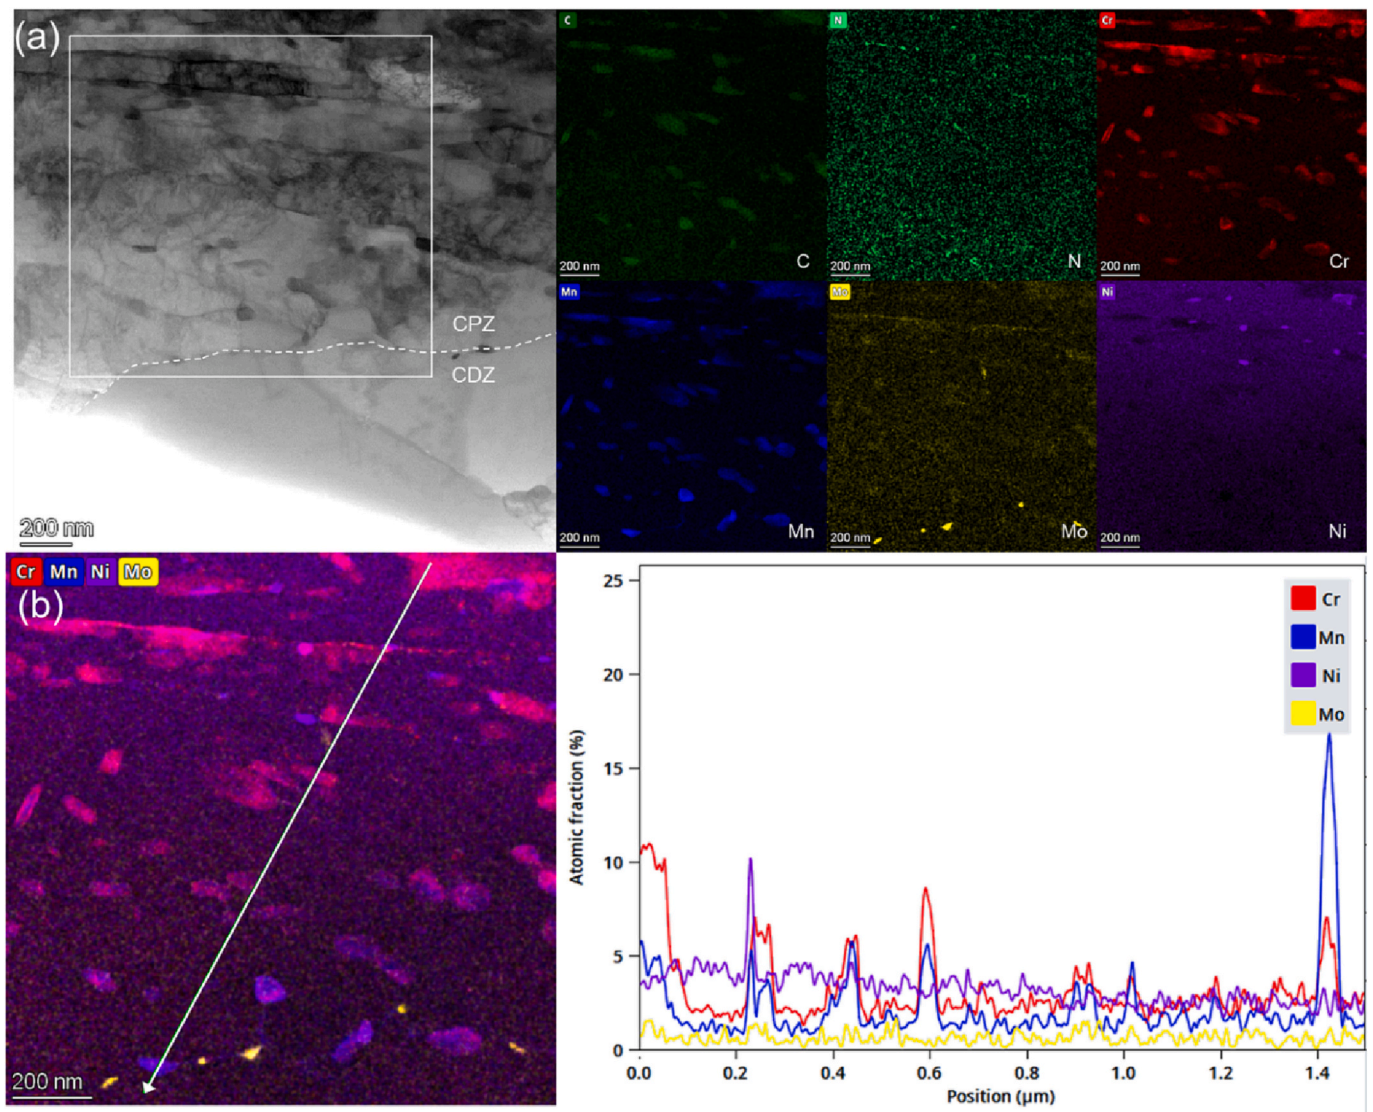 (a)
CPZ
CDZ
200 nm
C
200 nm
C
N
200 nm
N
Cr
200 nm
Cr
Mn
200 nm
Mn
Mo
200 nm
Mo
Ni
200 nm
Ni
Cr Mn Ni Mo
(b)
200 nm
25
20
15
10
5
0
Atomic fraction (%)
0.0 0.2 0.4 0.6 0.8 1.0 1.2 1.4
Position (µm)
Cr
Mn
Ni
Mo